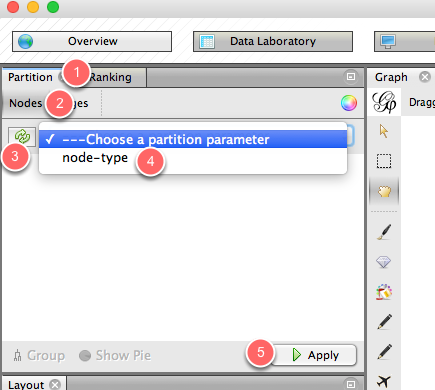 Overview
Data Laboratory
Partition 1 Ranking
Graph
Nodes 2 ges
Dragg
3
✓ ---Choose a partition parameter
node-type 4
Group
Show Pie
5 Apply
Layout